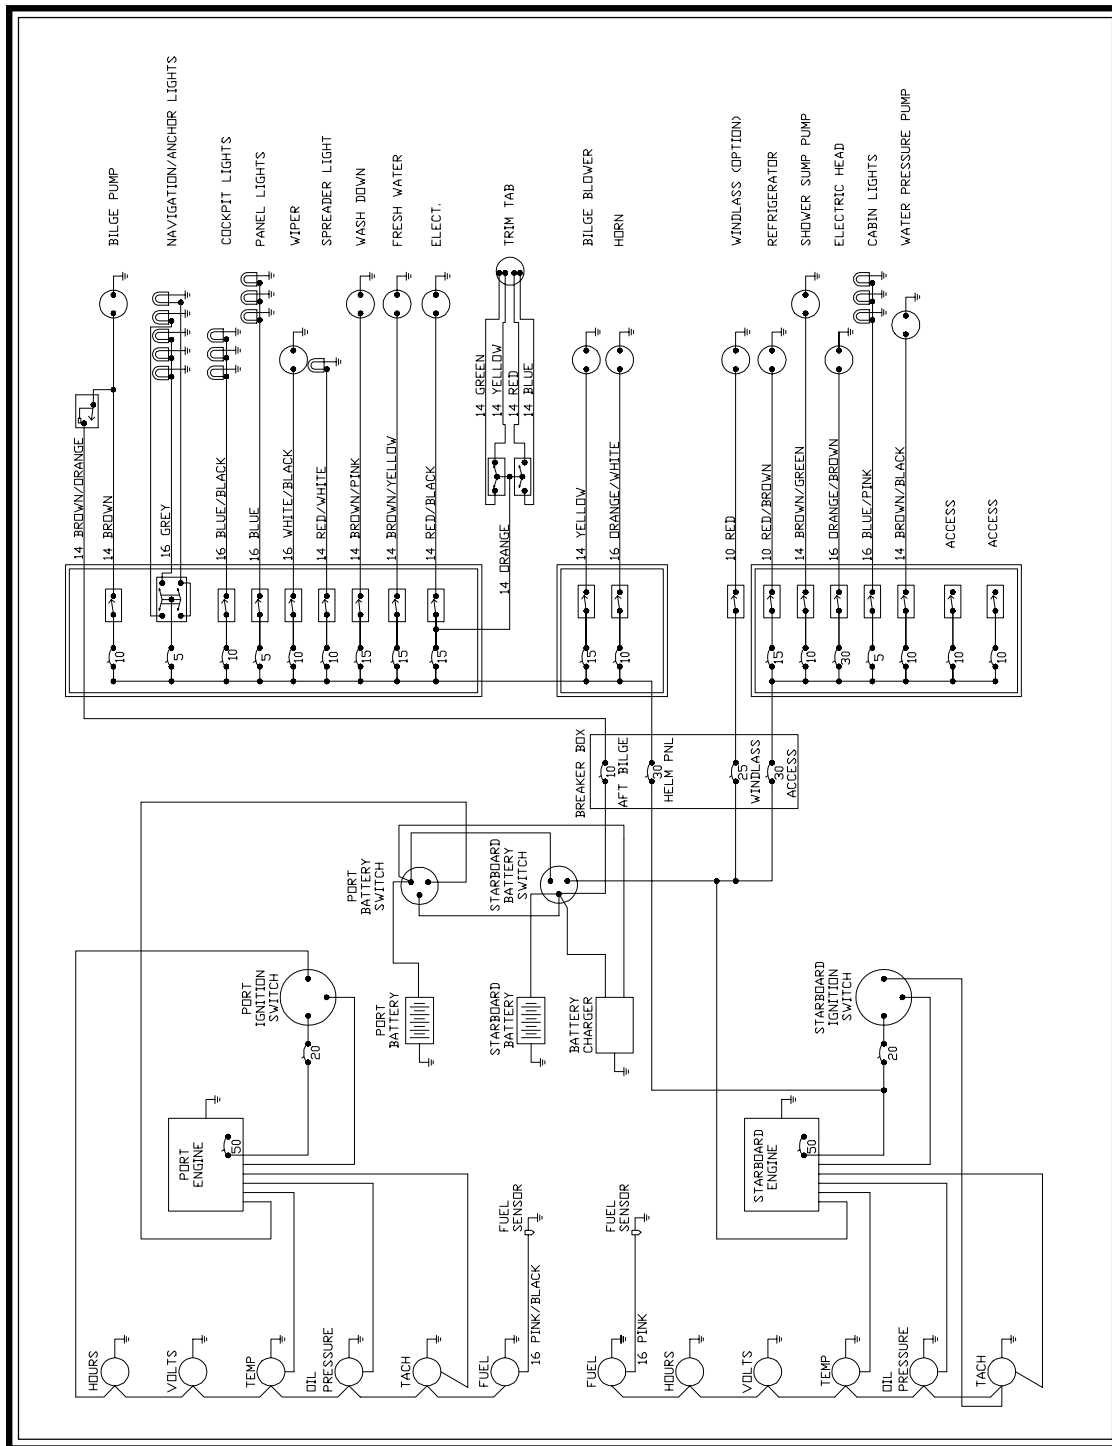 BILGE PUMP
NAVIGATION/ANCHOR LIGHTS
COCKPIT LIGHTS
PANEL LIGHTS
WIPER
SPREADER LIGHT
WASH DOWN
FRESH WATER
ELECT.
TRIM TAB
BILGE BLOWER
HORN
WINDLASS (OPTION)
REFRIGERATOR
SHOWER SUMP PUMP
ELECTRIC HEAD
CABIN LIGHTS
WATER PRESSURE PUMP
14 BROWN/ORANGE
14 BROWN
16 GREY
16 BLUE/BLACK
16 BLUE
16 WHITE/BLACK
14 RED/WHITE
14 BROWN/PINK
14 BROWN/YELLOW
14 RED/BLACK
14 GREEN
14 YELLOW
14 RED
14 BLUE
14 ORANGE
14 YELLOW
16 ORANGE/WHITE
10 RED
10 RED/BROWN
14 BROWN/GREEN
16 ORANGE/BROWN
16 BLUE/PINK
14 BROWN/BLACK
ACCESS
ACCESS
10
5
10
5
10
10
15
15
15
15
10
15
10
30
5
10
10
10
BREAKER BOX
10
AFT BILGE
30
HELM PNL
25
WINDLASS
30
ACCESS
PORT
BATTERY
SWITCH
STARBOARD
BATTERY
SWITCH
PORT
IGNITION
SWITCH
20
PORT
BATTERY
STARBOARD
BATTERY
BATTERY
CHARGER
STARBOARD
IGNITION
SWITCH
20
PORT
ENGINE
50
STARBOARD
ENGINE
50
FUEL
SENSOR
16 PINK/BLACK
FUEL
SENSOR
16 PINK
HOURS
VOLTS
TEMP
OIL
PRESSURE
TACH
FUEL
FUEL
HOURS
VOLTS
TEMP
OIL
PRESSURE
TACH